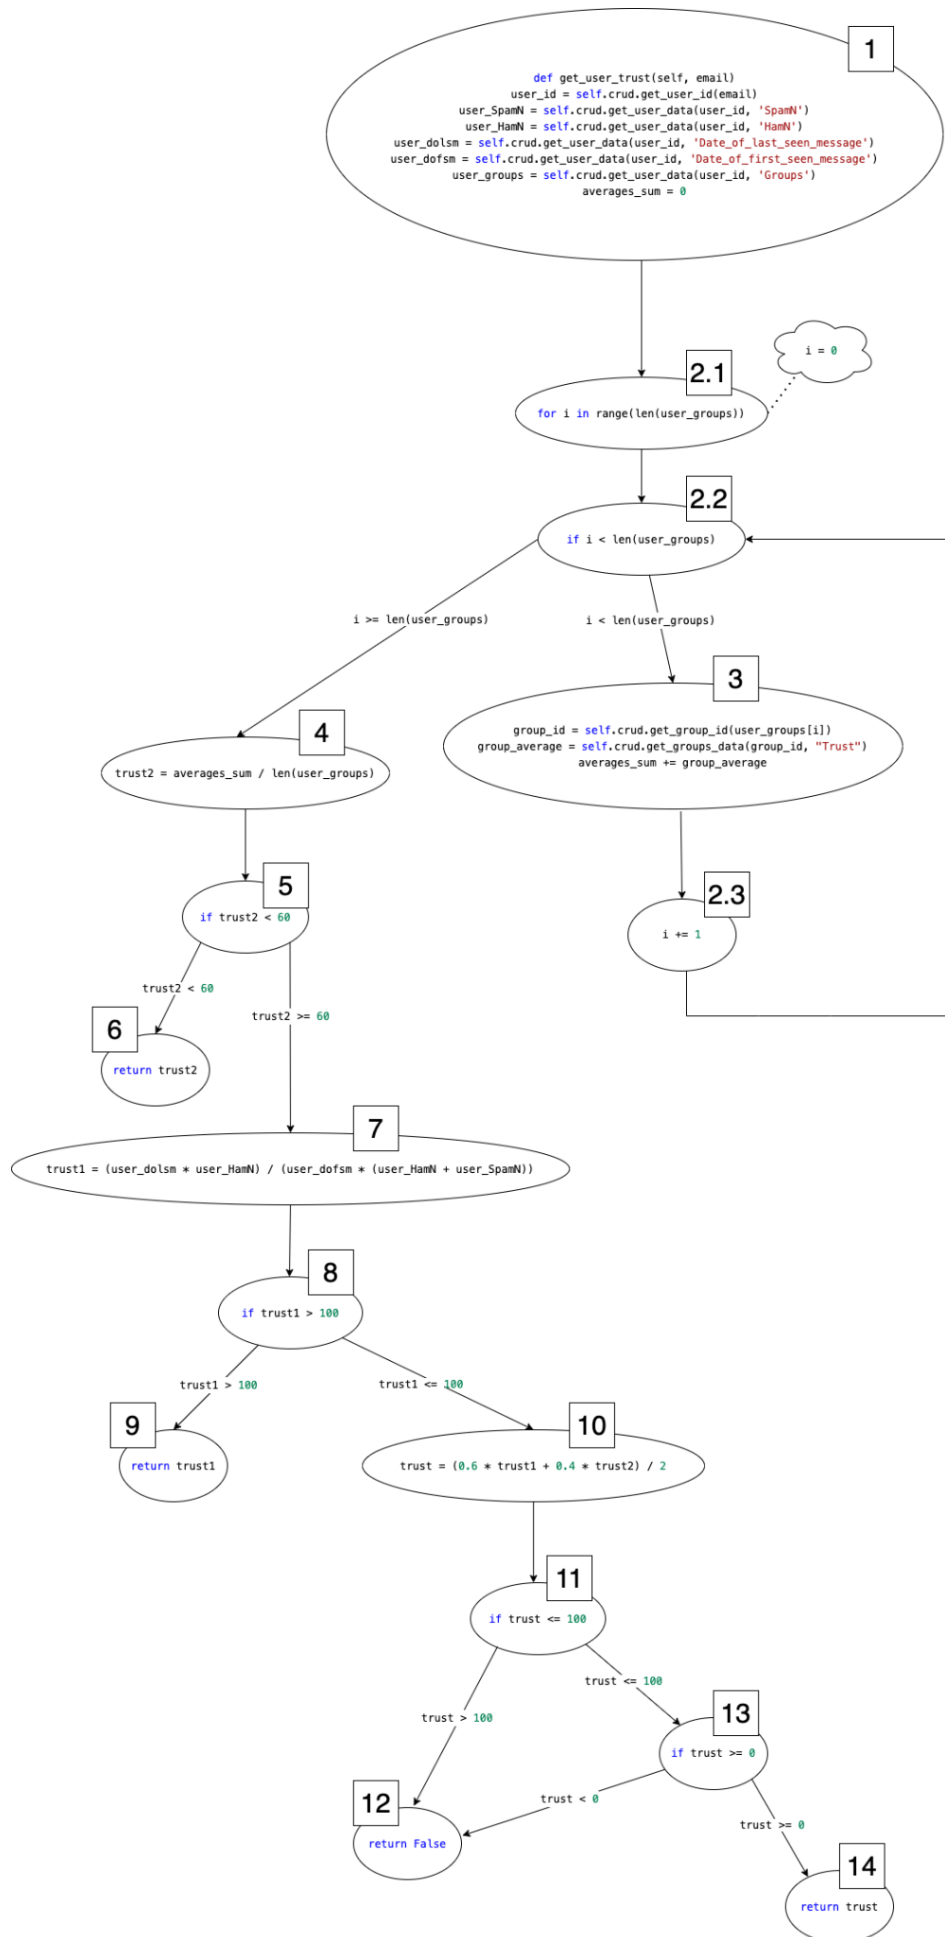 1
def get_user_trust(self, email)
user_id = self.crud.get_user_id(email)
user_SpamN = self.crud.get_user_data(user_id, 'SpamN')
user_HamN = self.crud.get_user_data(user_id, 'HamN')
user_dolsm = self.crud.get_user_data(user_id, 'Date_of_last_seen_message')
user_dofsm = self.crud.get_user_data(user_id, 'Date_of_first_seen_message')
user_groups = self.crud.get_user_data(user_id, 'Groups')
averages_sum = 0
i = 0
2.1
for i in range(len(user_groups))
2.2
if i < len(user_groups)
i >= len(user_groups)
i < len(user_groups)
3
group_id = self.crud.get_group_id(user_groups[i])
group_average = self.crud.get_groups_data(group_id, "Trust")
averages_sum += group_average
4
trust2 = averages_sum / len(user_groups)
5
if trust2 < 60
2.3
i += 1
trust2 < 60
trust2 >= 60
6
return trust2
7
trust1 = (user_dolsm * user_HamN) / (user_dofsm * (user_HamN + user_SpamN))
8
if trust1 > 100
trust1 > 100
trust1 <= 100
9
return trust1
10
trust = (0.6 * trust1 + 0.4 * trust2) / 2
11
if trust <= 100
trust <= 100
trust > 100
13
if trust >= 0
trust < 0
trust >= 0
12
return False
14
return trust